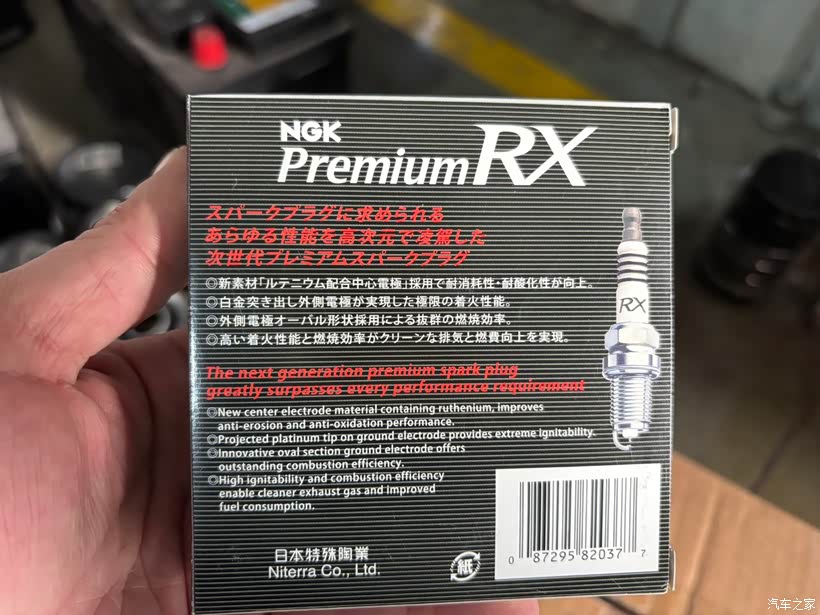 NGK
Premium RX
スパークプラグに求められる
あらゆる性能を高次元で凌駕した
次世代プレミアムスパークプラグ
◎新素材「ルテニウム配合中心電極」採用で耐消耗性・耐酸化性が向上。
◎白金突き出し外側電極が実現した極限の着火性能。
◎外側電極オーバル形状採用による抜群の燃焼効率。
◎高い着火性能と燃焼効率がクリーンな排気と燃費向上を実現。
RX
The next generation premium spark plug
greatly surpasses every performance requirement
◎New center electrode material containing ruthenium, improves
anti-erosion and anti-oxidation performance.
◎Projected platinum tip on ground electrode provides extreme ignitability.
◎Innovative oval section ground electrode offers
outstanding combustion efficiency.
◎High ignitability and combustion efficiency
enable cleaner exhaust gas and improved
fuel consumption.
日本特殊陶業
Niterra Co., Ltd.
紙
0 87295 82037 7
汽车之家